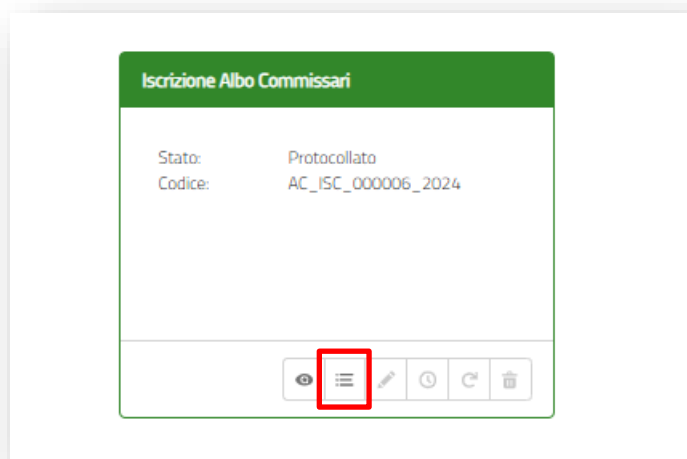 Iscrizione Albo Commissari
Stato: Protocollato
Codice: AC_ISC_000006_2024